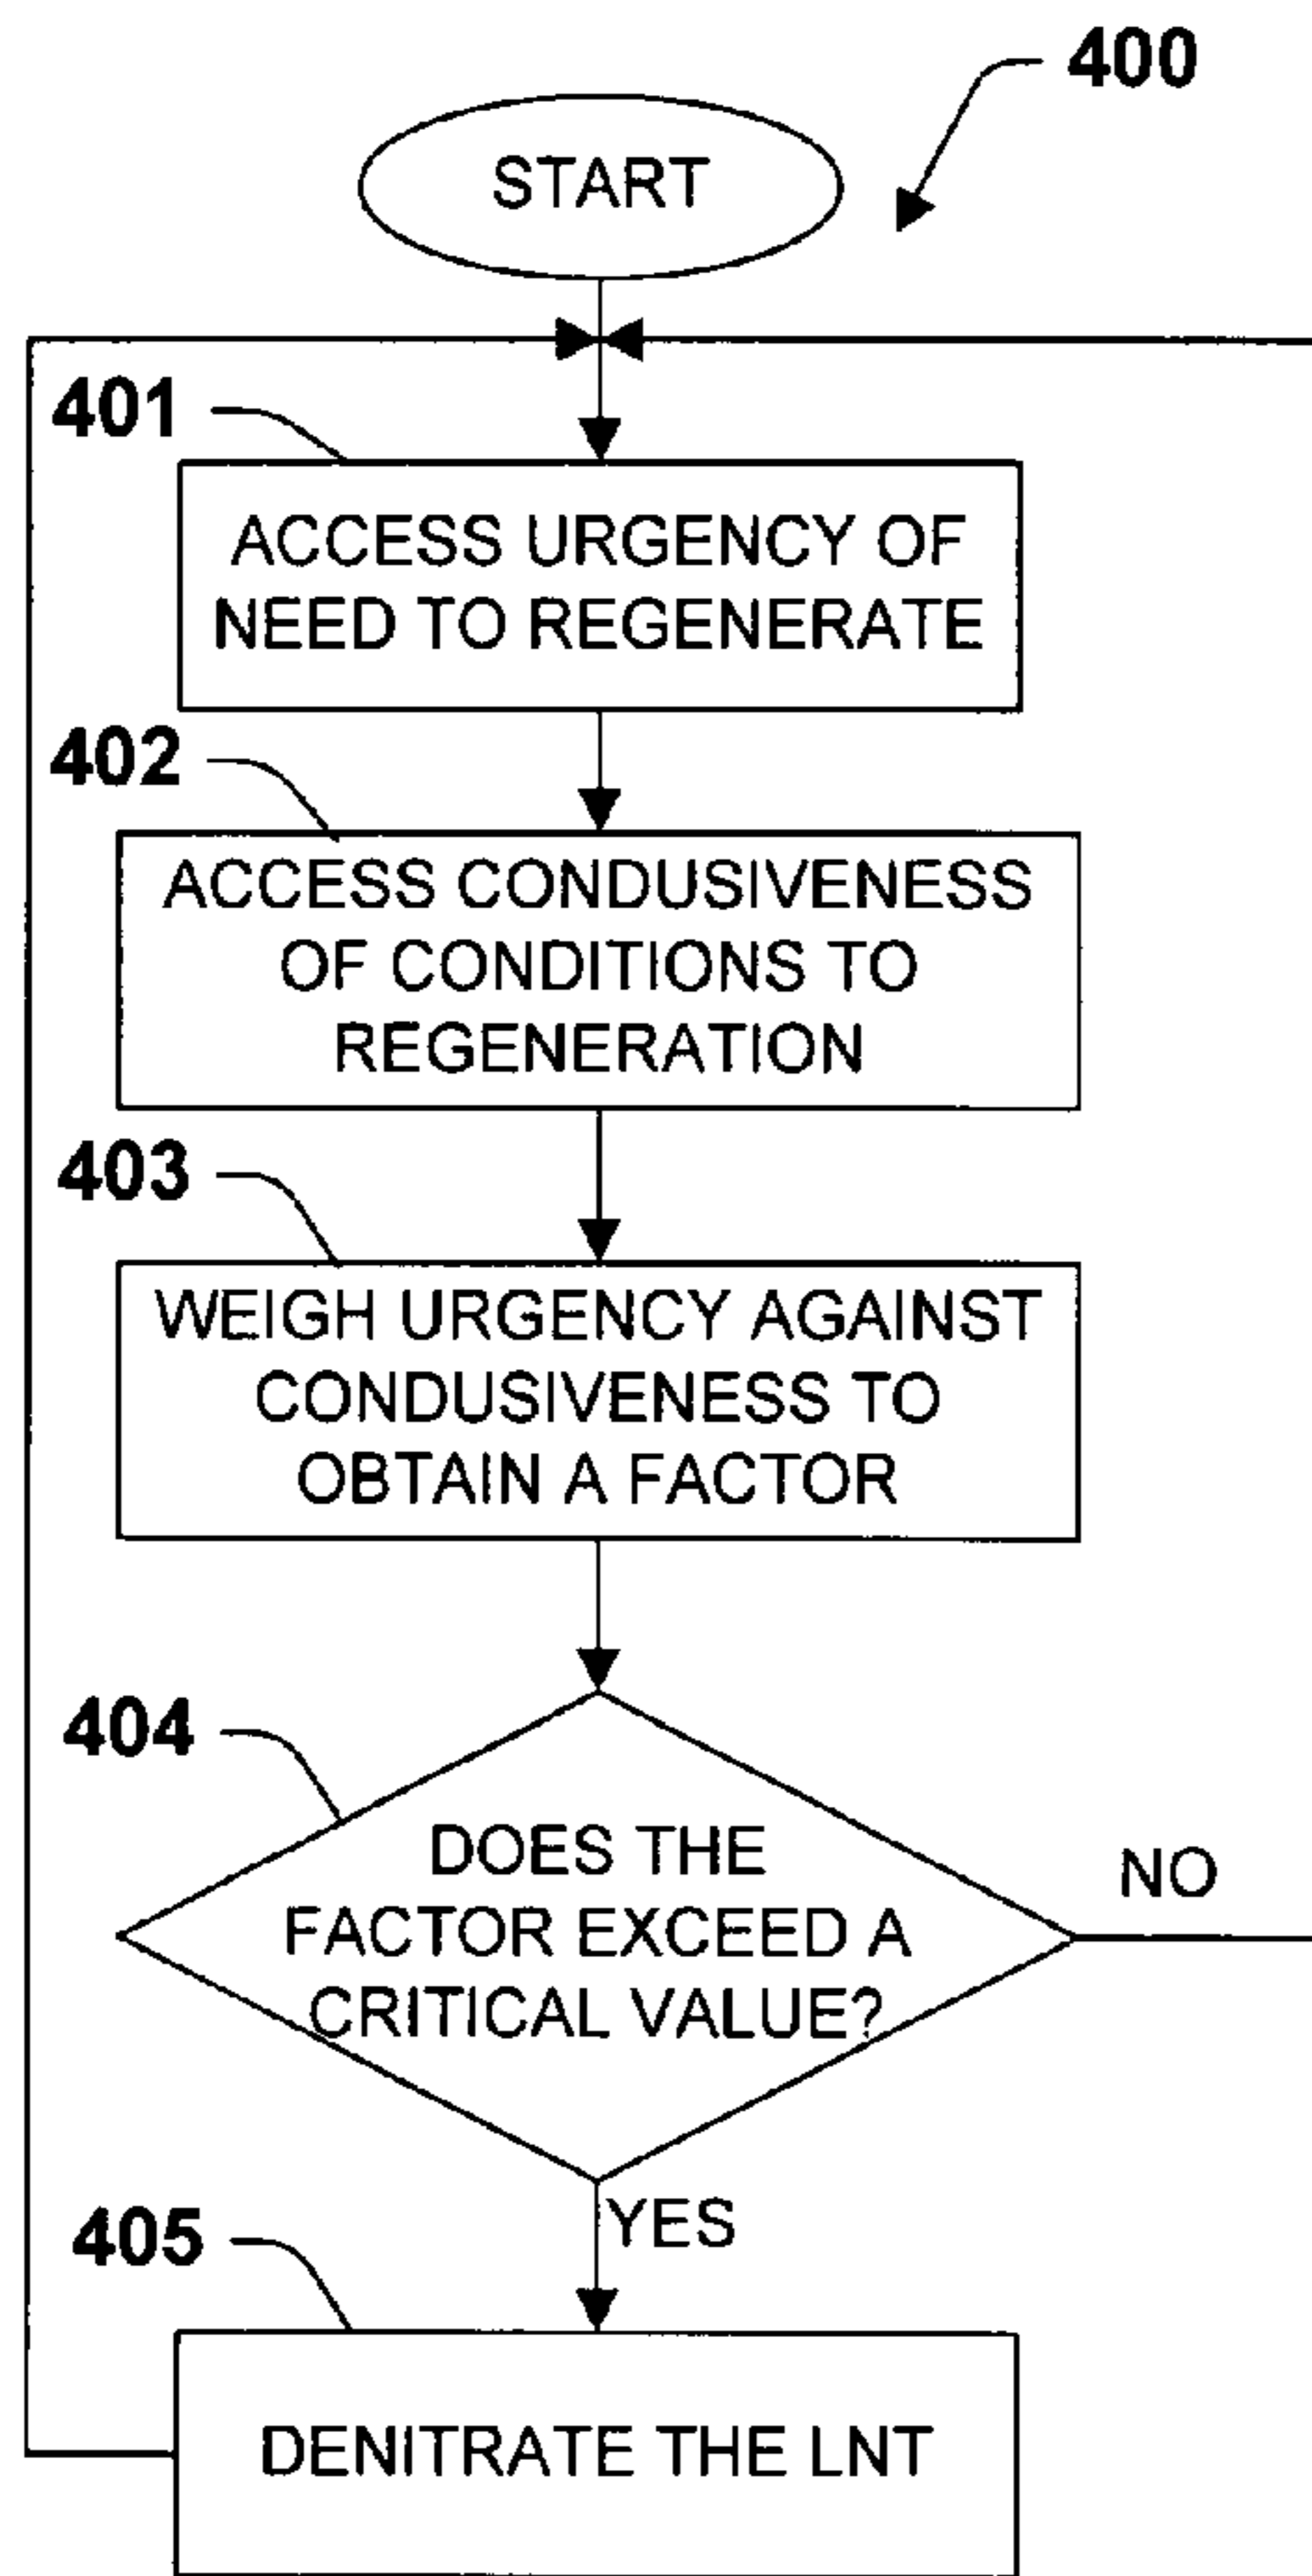 400
START
401
ACCESS URGENCY OF
NEED TO REGENERATE
402
ACCESS CONDUSIVENESS
OF CONDITIONS TO
REGENERATION
403
WEIGH URGENCY AGAINST
CONDUSIVENESS TO
OBTAIN A FACTOR
404
DOES THE
FACTOR EXCEED A
CRITICAL VALUE?
NO
YES
405
DENITRATE THE LNT